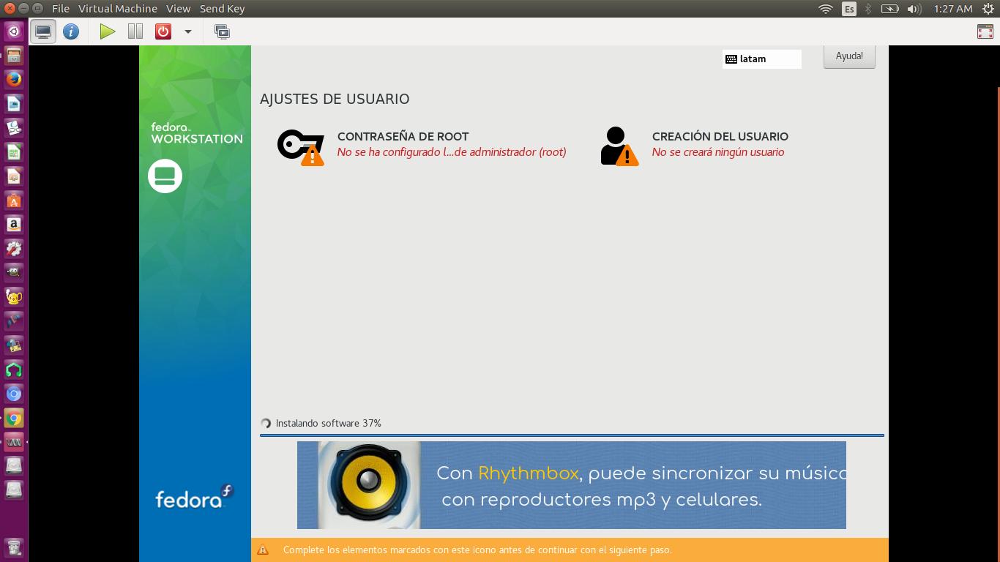 File Virtual Machine View Send Key
Es
1:27 AM
latam
Ayuda!
fedora
WORKSTATION
AJUSTES DE USUARIO
CONTRASEÑA DE ROOT
No se ha configurado l...de administrador (root)
CREACIÓN DEL USUARIO
No se creará ningún usuario
Instalando software 37%
Con Rhythmbox, puede sincronizar su música
con reproductores mp3 y celulares.
fedora
Complete los elementos marcados con este icono antes de continuar con el siguiente paso.